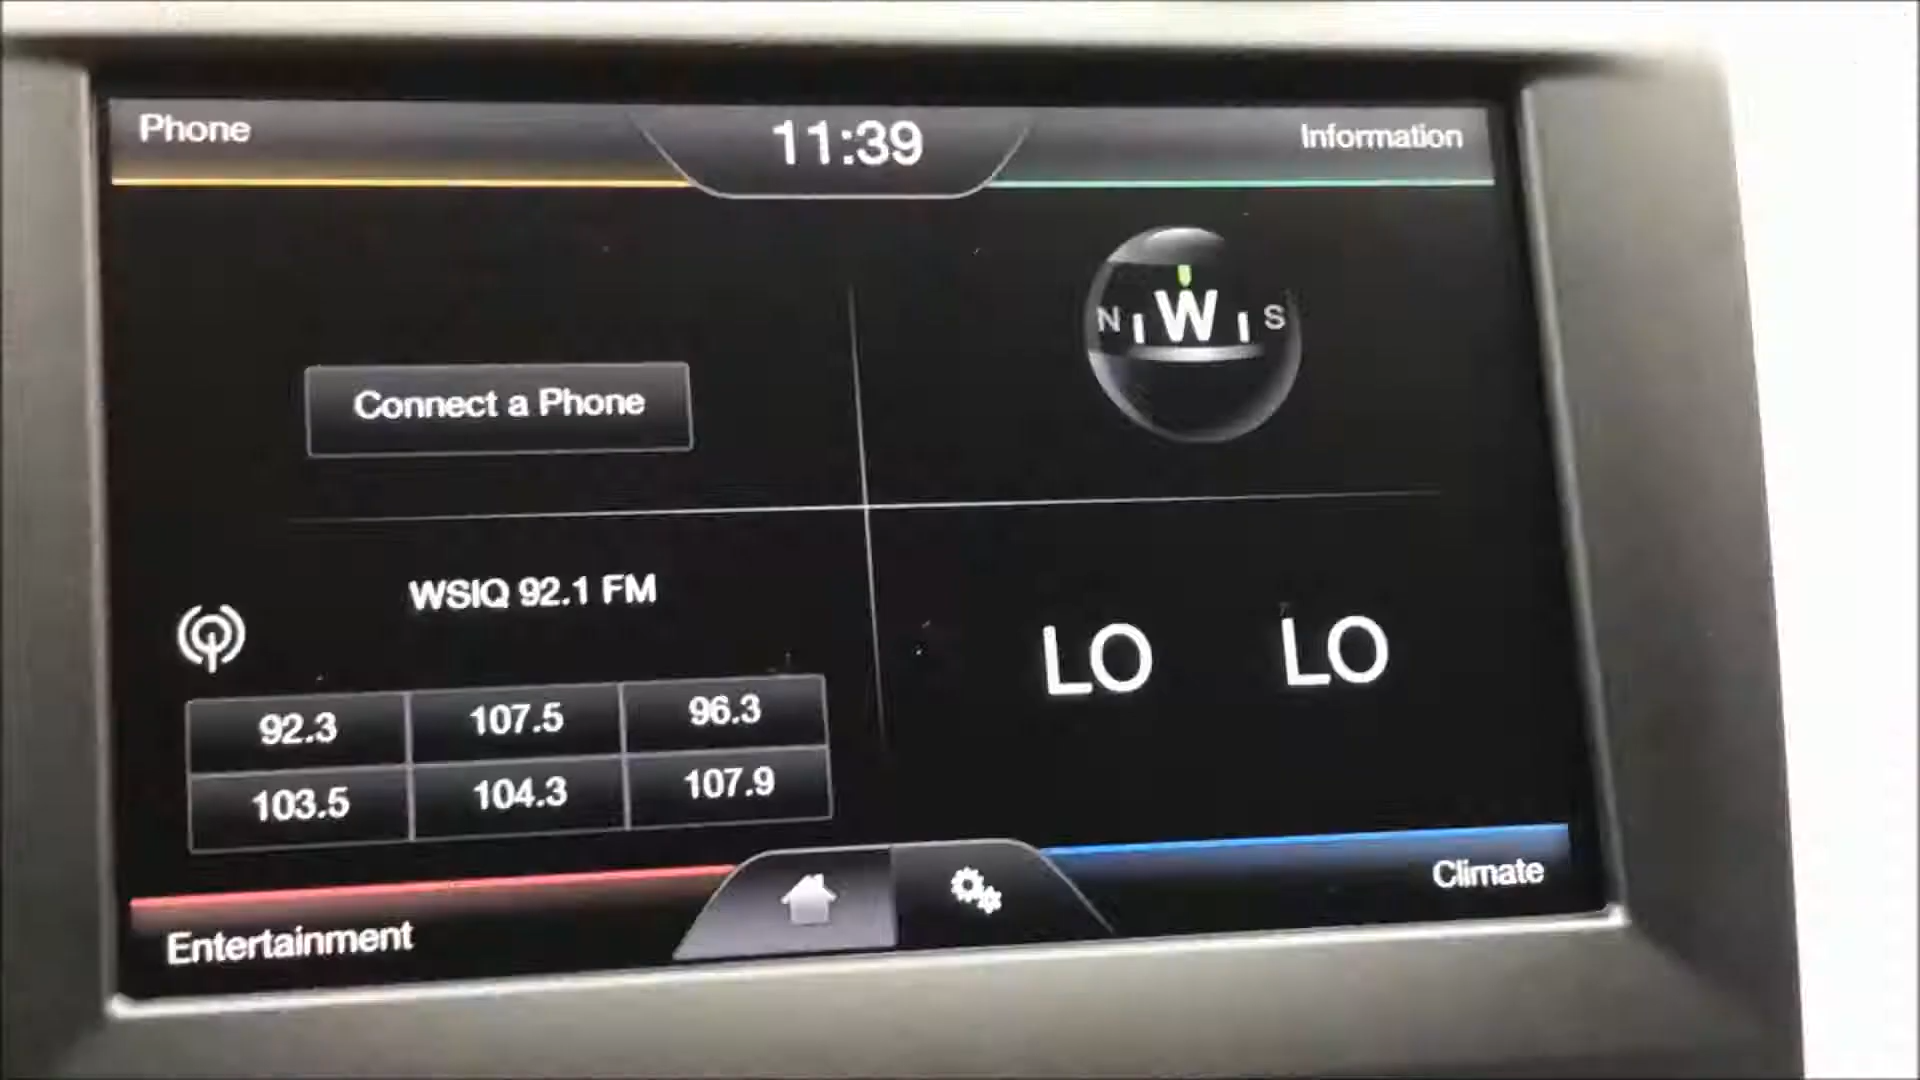 Phone 11:39 Information
N W S
Connect a Phone
WSIQ 92.1 FM
LO LO
92.3 107.5 96.3
103.5 104.3 107.9
Climate
Entertainment